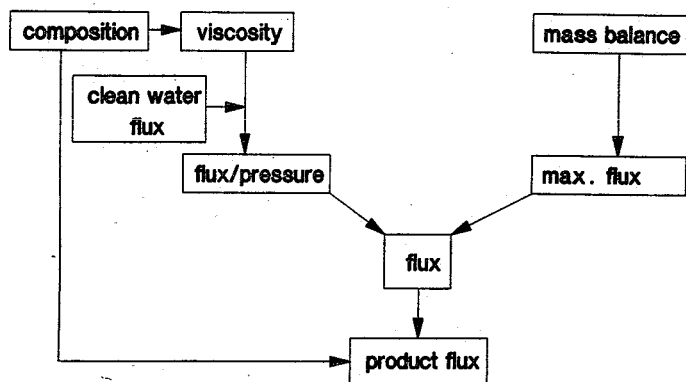 composition
viscosity
mass balance
clean water
flux
flux/pressure
max. flux
flux
product flux